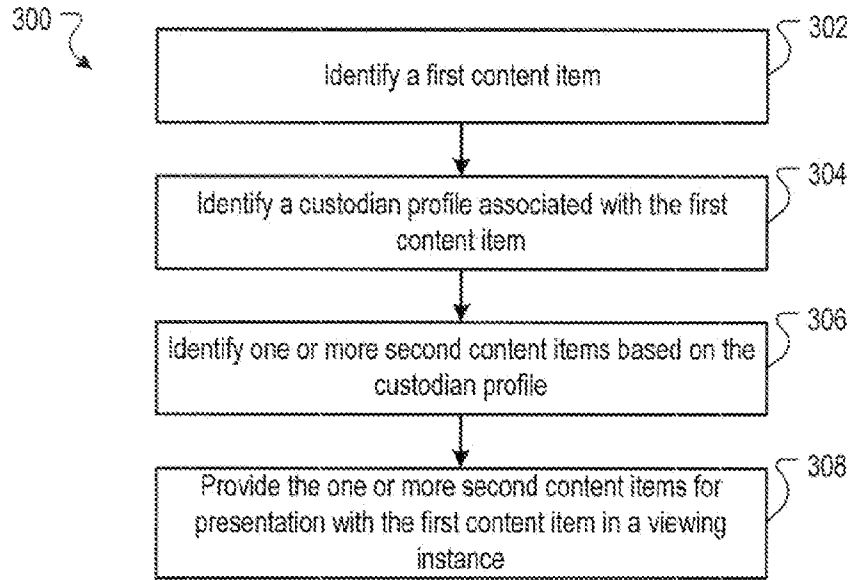 300
302
Identify a first content item
304
Identify a custodian profile associated with the first
content item
306
Identify one or more second content items based on the
custodian profile
308
Provide the one or more second content items for
presentation with the first content item in a viewing
instance